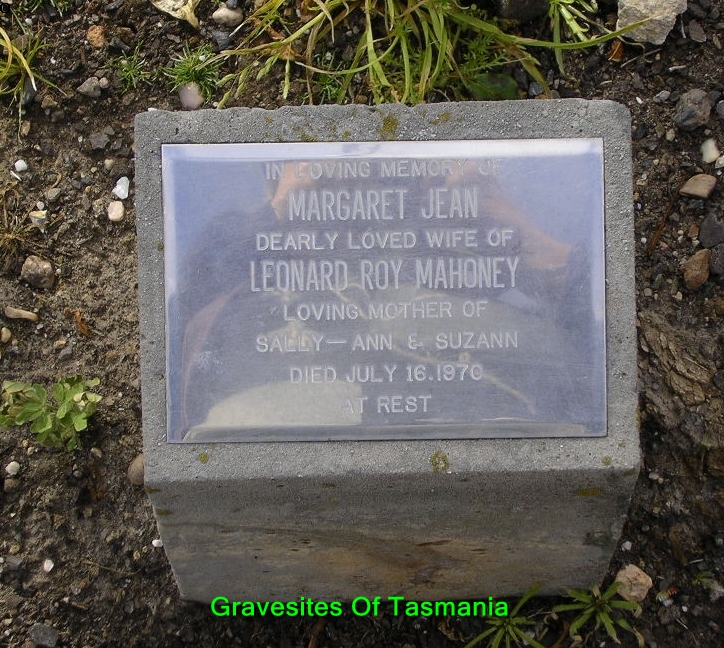 IN LOVING MEMORY OF
MARGARET JEAN
DEARLY LOVED WIFE OF
LEONARD ROY MAHONEY
LOVING MOTHER OF
SALLY-ANN & SUZANN
DIED JULY 16.1970
AT REST
Gravesites Of Tasmania